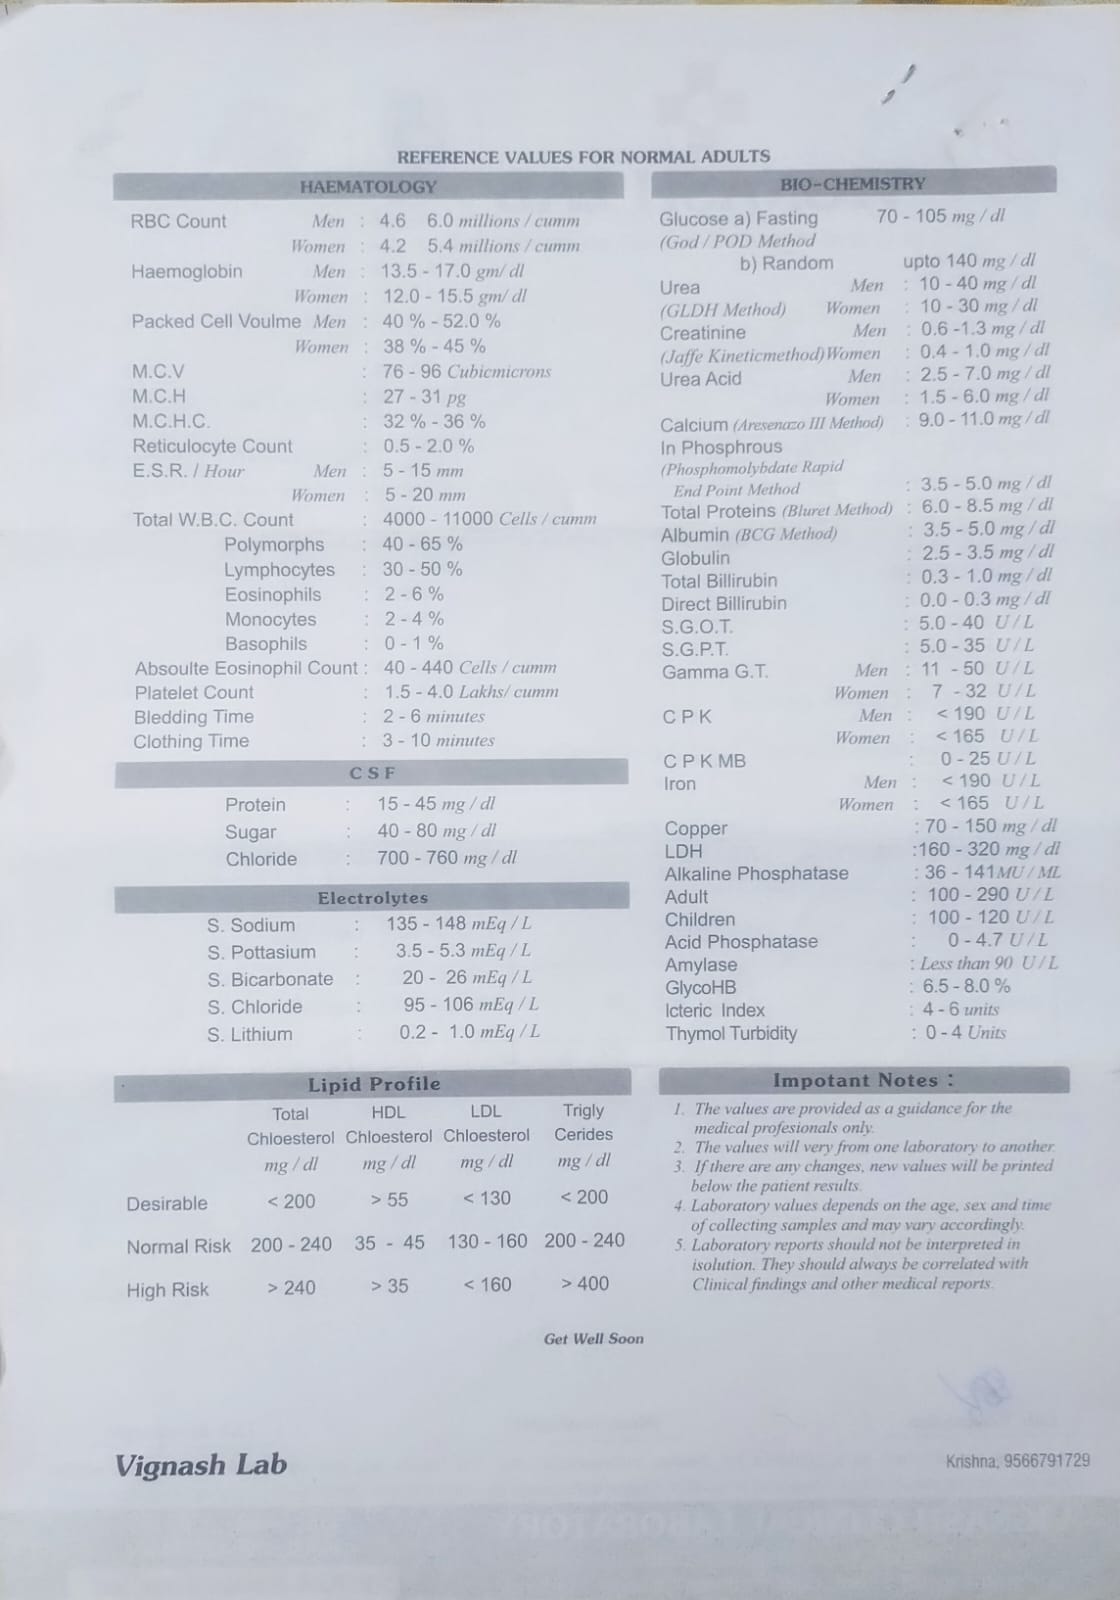 REFERENCE VALUES FOR NORMAL ADULTS
HAEMATOLOGY
RBC Count Men : 4.6 6.0 millions / cumm
Women : 4.2 5.4 millions / cumm
Haemoglobin Men : 13.5 - 17.0 gm/ dl
Women : 12.0 - 15.5 gm/ dl
Packed Cell Voulme Men : 40 % - 52.0 %
Women : 38 % - 45 %
M.C.V : 76 - 96 Cubicmicrons
M.C.H : 27 - 31 pg
M.C.H.C. : 32 % - 36 %
Reticulocyte Count : 0.5 - 2.0 %
E.S.R. / Hour Men : 5 - 15 mm
Women : 5 - 20 mm
Total W.B.C. Count : 4000 - 11000 Cells / cumm
Polymorphs : 40 - 65 %
Lymphocytes : 30 - 50 %
Eosinophils : 2 - 6 %
Monocytes : 2 - 4 %
Basophils : 0 - 1 %
Absoulte Eosinophil Count : 40 - 440 Cells / cumm
Platelet Count : 1.5 - 4.0 Lakhs/ cumm
Bledding Time : 2 - 6 minutes
Clothing Time : 3 - 10 minutes
C S F
Protein : 15 - 45 mg / dl
Sugar : 40 - 80 mg / dl
Chloride : 700 - 760 mg / dl
Electrolytes
S. Sodium : 135 - 148 mEq / L
S. Pottasium : 3.5 - 5.3 mEq / L
S. Bicarbonate : 20 - 26 mEq / L
S. Chloride : 95 - 106 mEq / L
S. Lithium : 0.2 - 1.0 mEq / L
Lipid Profile
Total HDL LDL Trigly
Chloesterol Chloesterol Chloesterol Cerides
mg / dl mg / dl mg / dl mg / dl
Desirable < 200 > 55 < 130 < 200
Normal Risk 200 - 240 35 - 45 130 - 160 200 - 240
High Risk > 240 > 35 < 160 > 400
BIO-CHEMISTRY
Glucose a) Fasting 70 - 105 mg / dl
(God / POD Method
b) Random upto 140 mg / dl
Urea Men : 10 - 40 mg / dl
(GLDH Method) Women : 10 - 30 mg / dl
Creatinine Men : 0.6 -1.3 mg / dl
(Jaffe Kineticmethod) Women : 0.4 - 1.0 mg / dl
Urea Acid Men : 2.5 - 7.0 mg / dl
Women : 1.5 - 6.0 mg / dl
Calcium (Aresenazo III Method) : 9.0 - 11.0 mg / dl
In Phosphrous
(Phosphomolybdate Rapid
End Point Method : 3.5 - 5.0 mg / dl
Total Proteins (Bluret Method) : 6.0 - 8.5 mg / dl
Albumin (BCG Method) : 3.5 - 5.0 mg / dl
Globulin : 2.5 - 3.5 mg / dl
Total Billirubin : 0.3 - 1.0 mg / dl
Direct Billirubin : 0.0 - 0.3 mg / dl
S.G.O.T. : 5.0 - 40 U / L
S.G.P.T. : 5.0 - 35 U / L
Gamma G.T. Men : 11 - 50 U / L
Women : 7 - 32 U / L
C P K Men : < 190 U / L
Women : < 165 U / L
C P K MB : 0 - 25 U / L
Iron Men : < 190 U / L
Women : < 165 U / L
Copper : 70 - 150 mg / dl
LDH :160 - 320 mg / dl
Alkaline Phosphatase : 36 - 141 MU / ML
Adult : 100 - 290 U / L
Children : 100 - 120 U / L
Acid Phosphatase : 0 - 4.7 U / L
Amylase : Less than 90 U / L
GlycoHB : 6.5 - 8.0 %
Icteric Index : 4 - 6 units
Thymol Turbidity : 0 - 4 Units
Impotant Notes :
1. The values are provided as a guidance for the
medical profesionals only.
2. The values will very from one laboratory to another.
3. If there are any changes, new values will be printed
below the patient results.
4. Laboratory values depends on the age, sex and time
of collecting samples and may vary accordingly.
5. Laboratory reports should not be interpreted in
isolution. They should always be correlated with
Clinical findings and other medical reports.
Get Well Soon
Vignash Lab
Krishna, 9566791729